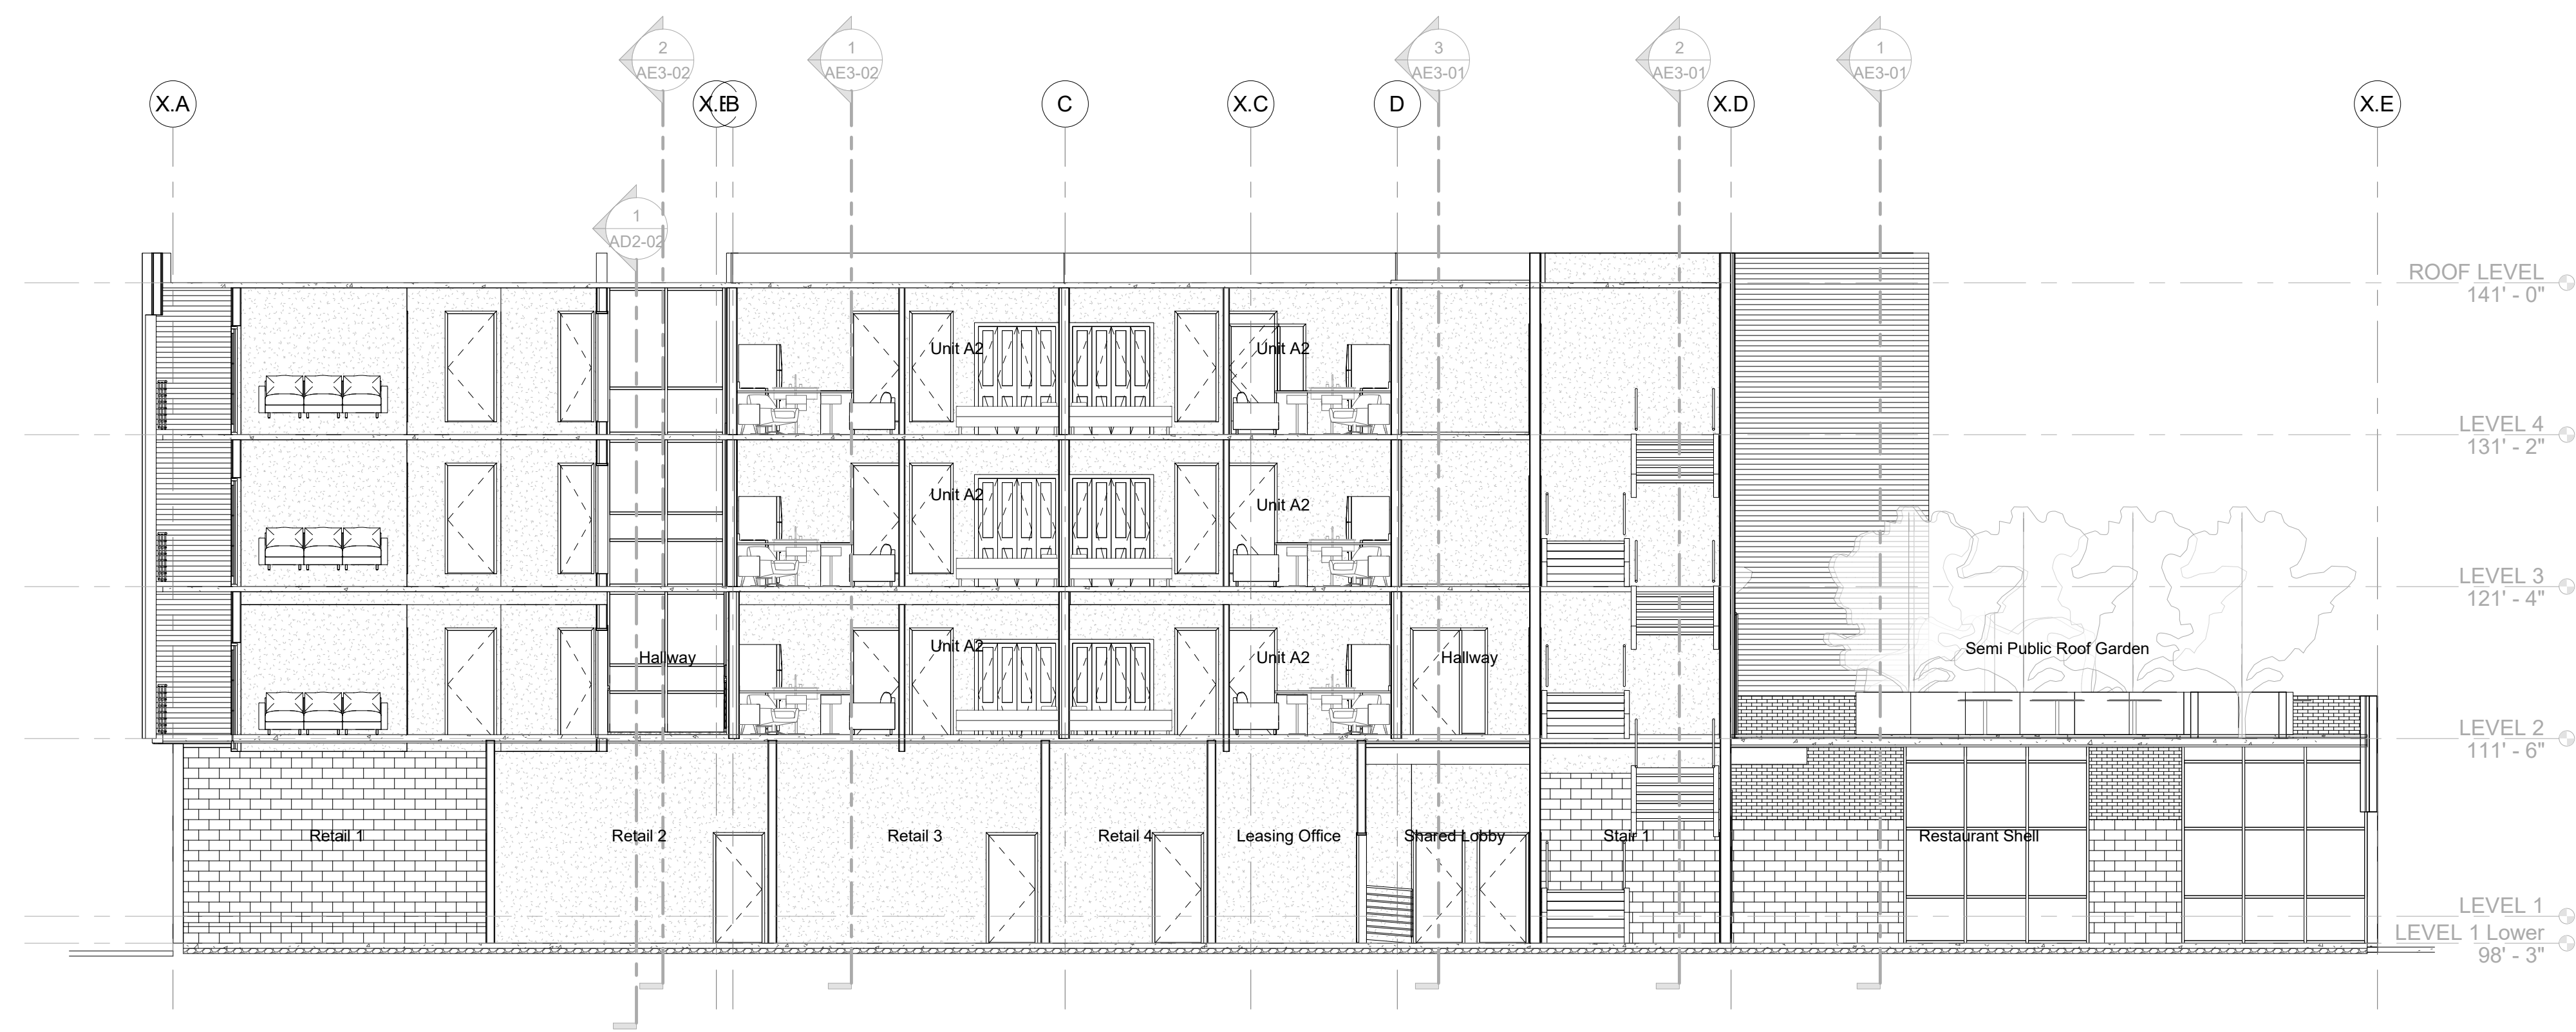 2
AE3-02
1
AE3-02
3
AE3-01
2
AE3-01
1
AE3-01
X.A
X.B
B
C
X.C
D
X.D
X.E
1
AD2-02
ROOF LEVEL
141' - 0"
LEVEL 4
131' - 2"
LEVEL 3
121' - 4"
LEVEL 2
111' - 6"
LEVEL 1
LEVEL 1 Lower
98' - 3"
Unit A2
Unit A2
Unit A2
Unit A2
Hallway
Unit A2
Unit A2
Hallway
Semi Public Roof Garden
Retail 1
Retail 2
Retail 3
Retail 4
Leasing Office
Shared Lobby
Stair 1
Restaurant Shell